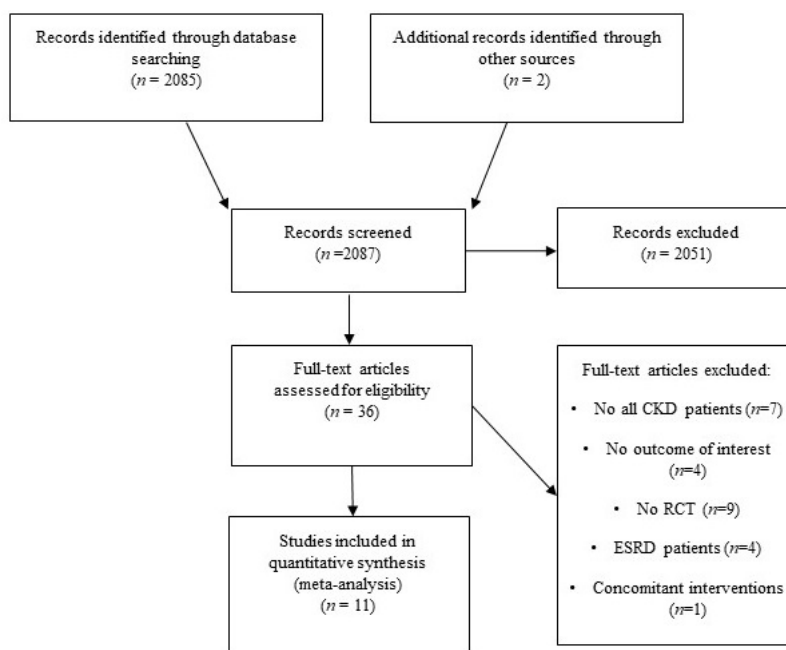 Records identified through database
searching
(n = 2085)
Additional records identified through
other sources
(n = 2)
Records screened
(n =2087)
Records excluded
(n = 2051)
Full-text articles
assessed for eligibility
(n = 36)
Full-text articles excluded:
• No all CKD patients (n=7)
• No outcome of interest
(n=4)
• No RCT (n=9)
• ESRD patients (n=4)
• Concomitant interventions
(n=1)
Studies included in
quantitative synthesis
(meta-analysis)
(n = 11)